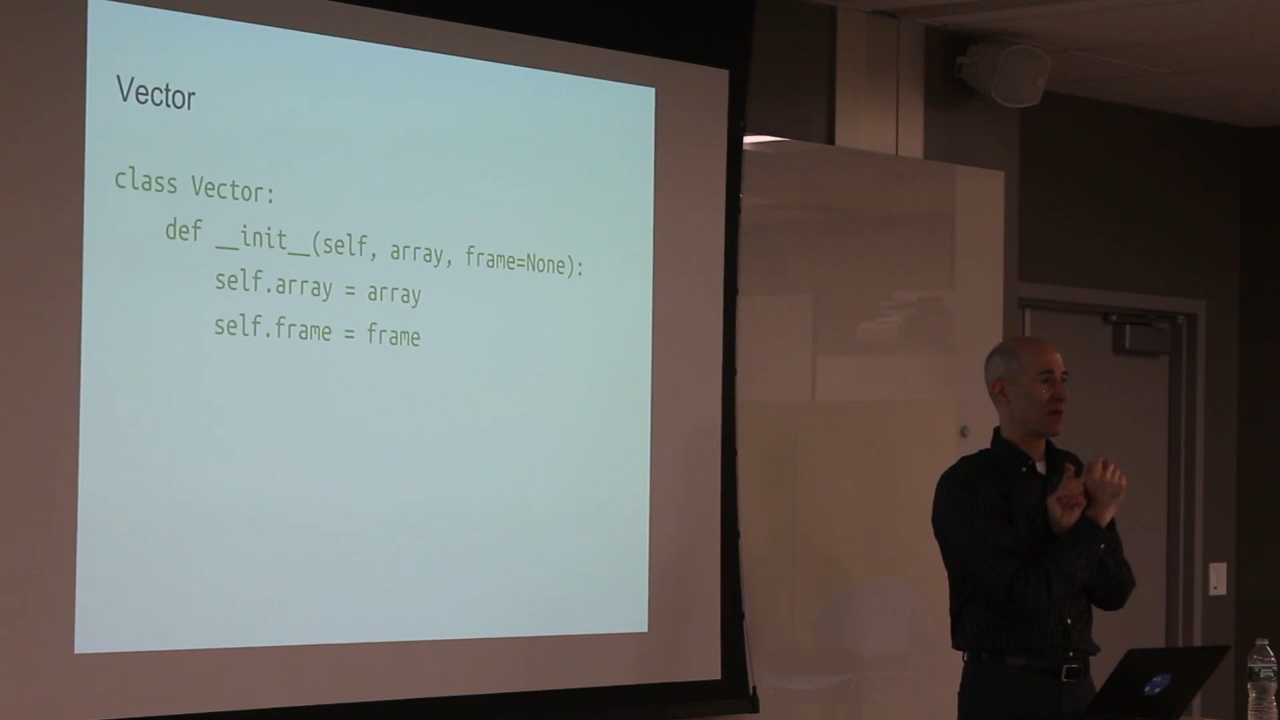 Vector
class Vector:
    def __init__(self, array, frame=None):
        self.array = array
        self.frame = frame